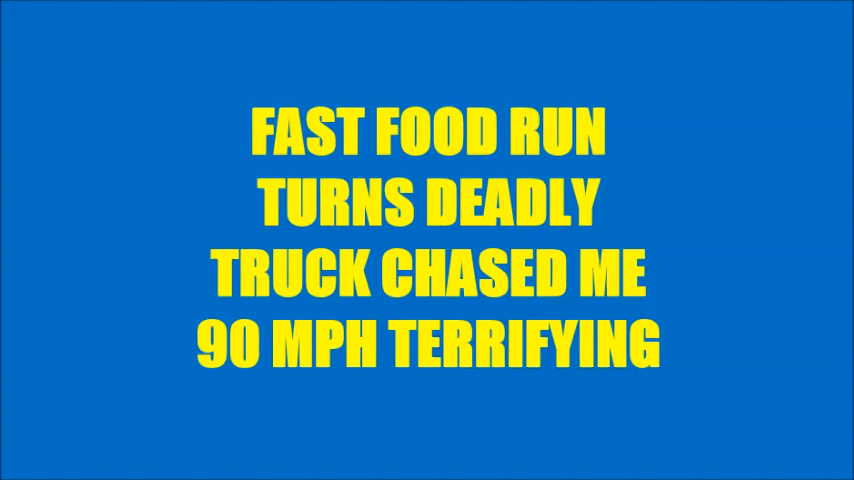 FAST FOOD RUN
TURNS DEADLY
TRUCK CHASED ME
90 MPH TERRIFYING